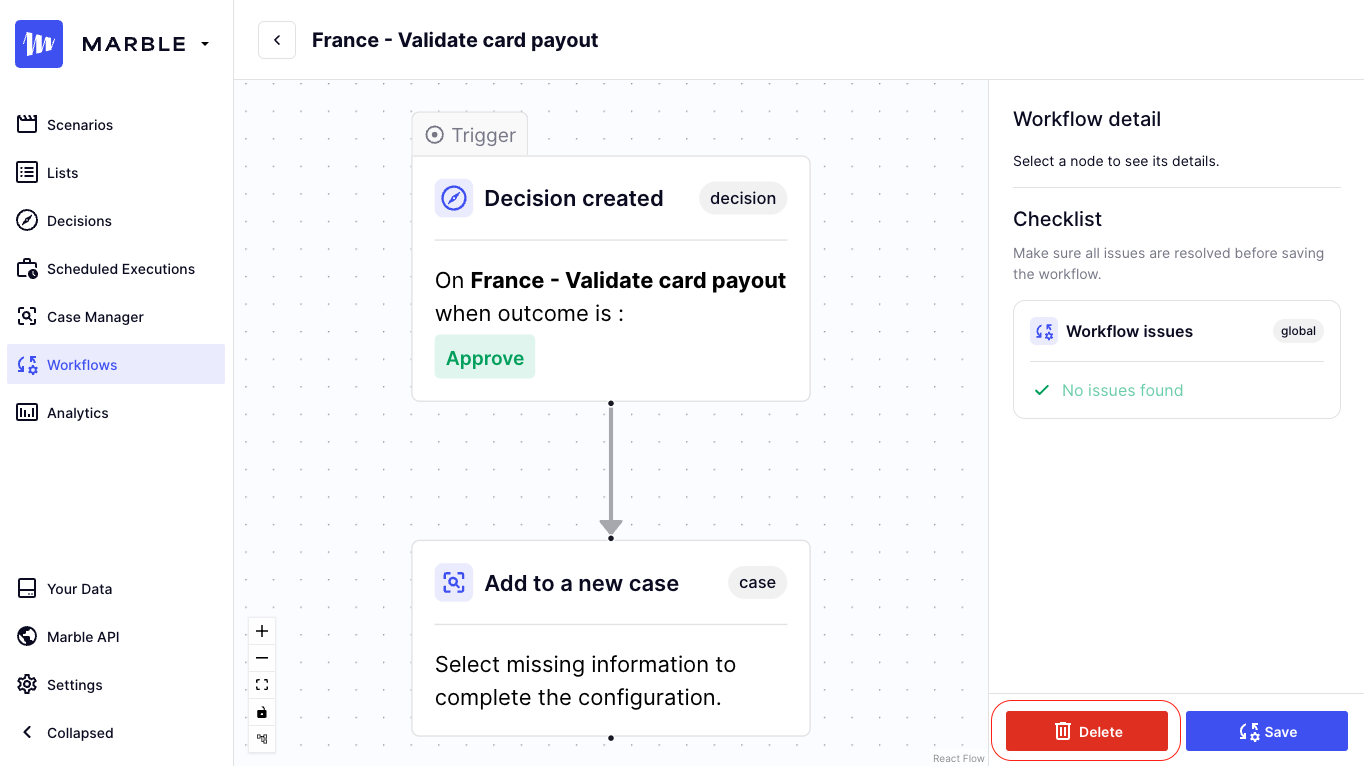 MARBLE
Scenarios
Lists
Decisions
Scheduled Executions
Case Manager
Workflows
Analytics
Your Data
Marble API
Settings
Collapsed
France - Validate card payout
Trigger
Decision created
decision
On France - Validate card payout
when outcome is :
Approve
Add to a new case
case
Select missing information to
complete the configuration.
React Flow
Workflow detail
Select a node to see its details.
Checklist
Make sure all issues are resolved before saving
the workflow.
Workflow issues
global
No issues found
Delete
Save